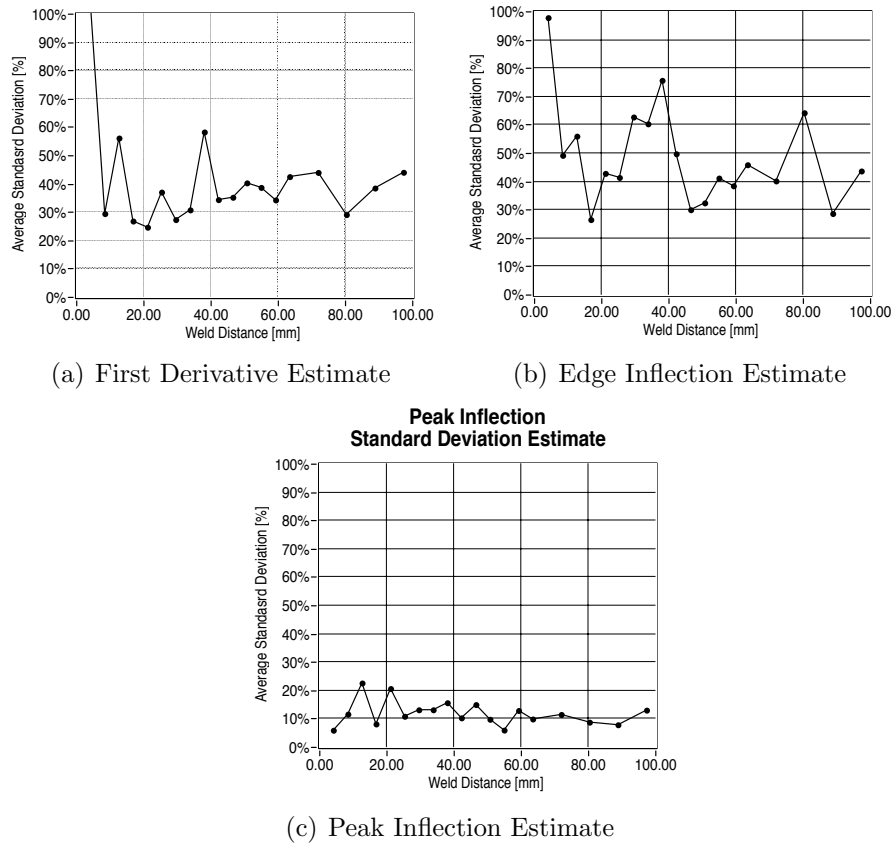 100%
90%
80%
70%
60%
50%
40%
30%
20%
10%
0%
Average Standasrd Deviation [%]
0.00 20.00 40.00 60.00 80.00 100.00
Weld Distance [mm]
(a) First Derivative Estimate
100%
90%
80%
70%
60%
50%
40%
30%
20%
10%
0%
Average Standasrd Deviation [%]
0.00 20.00 40.00 60.00 80.00 100.00
Weld Distance [mm]
(b) Edge Inflection Estimate
Peak Inflection
Standard Deviation Estimate
100%
90%
80%
70%
60%
50%
40%
30%
20%
10%
0%
Average Standasrd Deviation [%]
0.00 20.00 40.00 60.00 80.00 100.00
Weld Distance [mm]
(c) Peak Inflection Estimate